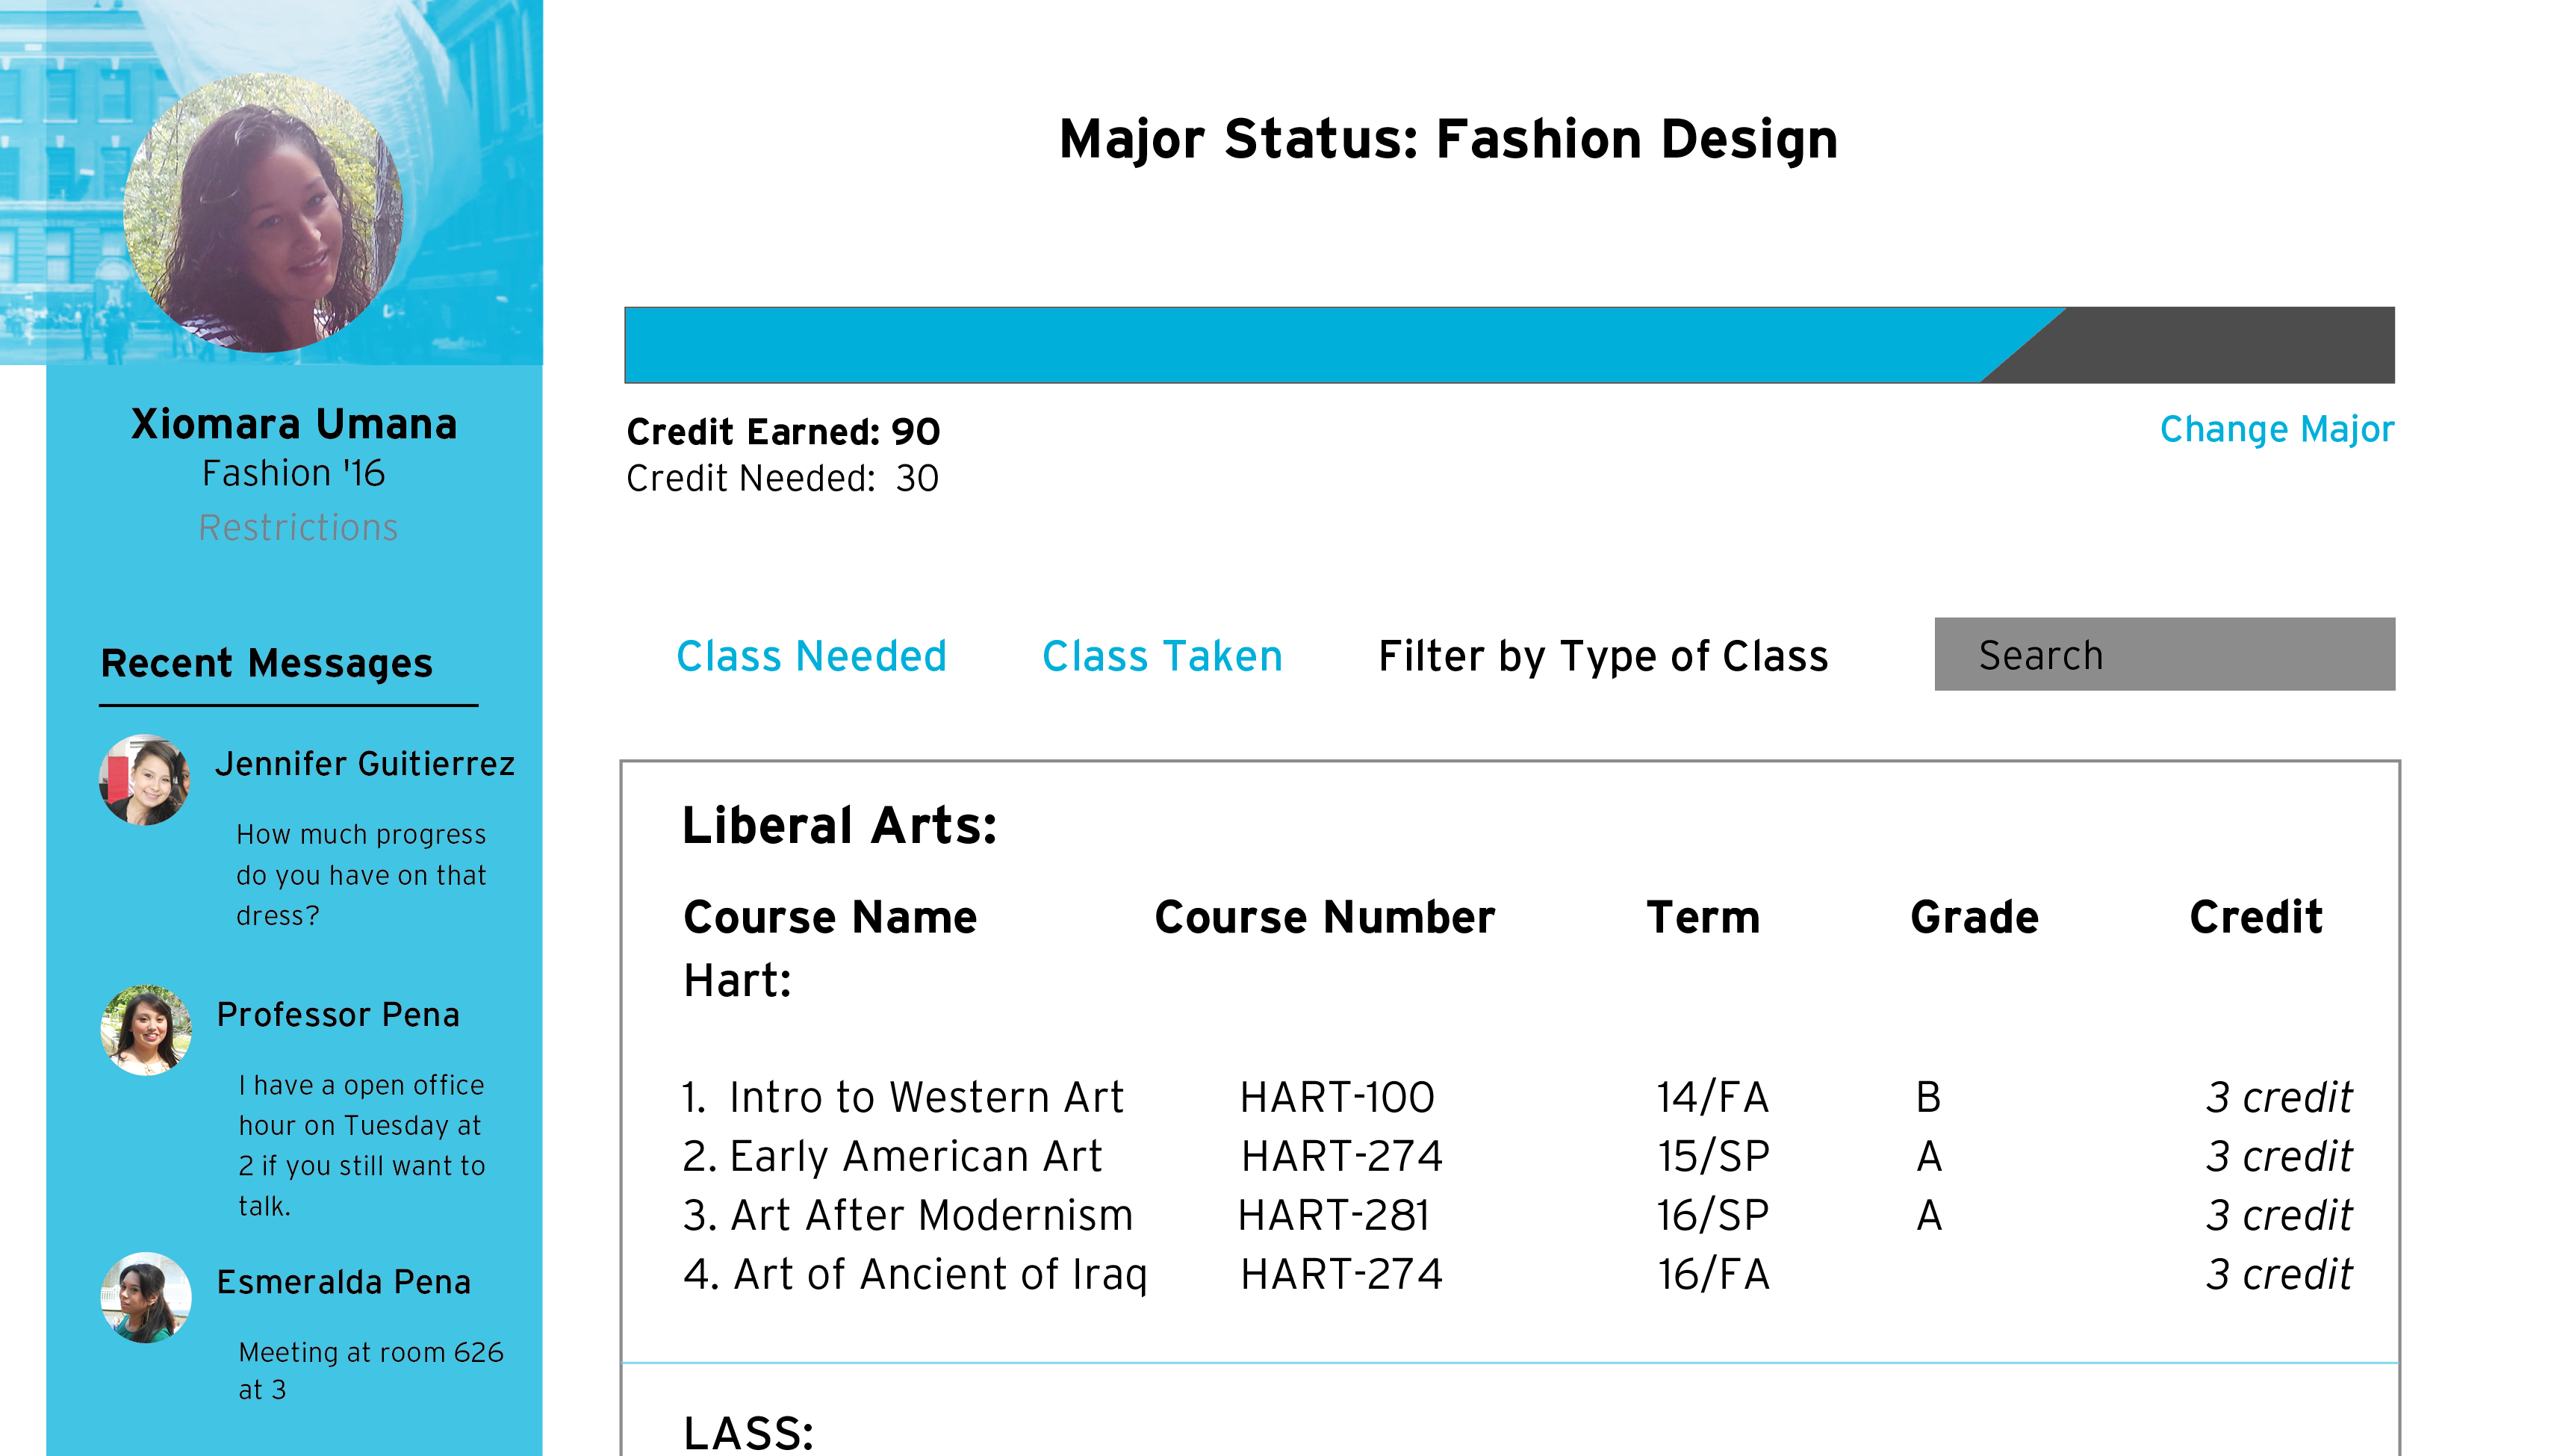 Xiomara Umana
Fashion '16
Restrictions
Recent Messages
Jennifer Guitierrez
How much progress
do you have on that
dress?
Professor Pena
I have a open office
hour on Tuesday at
2 if you still want to
talk.
Esmeralda Pena
Meeting at room 626
at 3
Major Status: Fashion Design
Credit Earned: 90
Credit Needed: 30
Change Major
Class Needed Class Taken Filter by Type of Class Search
Liberal Arts:
Course Name Course Number Term Grade Credit
Hart:
1. Intro to Western Art HART-100 14/FA B 3 credit
2. Early American Art HART-274 15/SP A 3 credit
3. Art After Modernism HART-281 16/SP A 3 credit
4. Art of Ancient of Iraq HART-274 16/FA 3 credit
LASS: